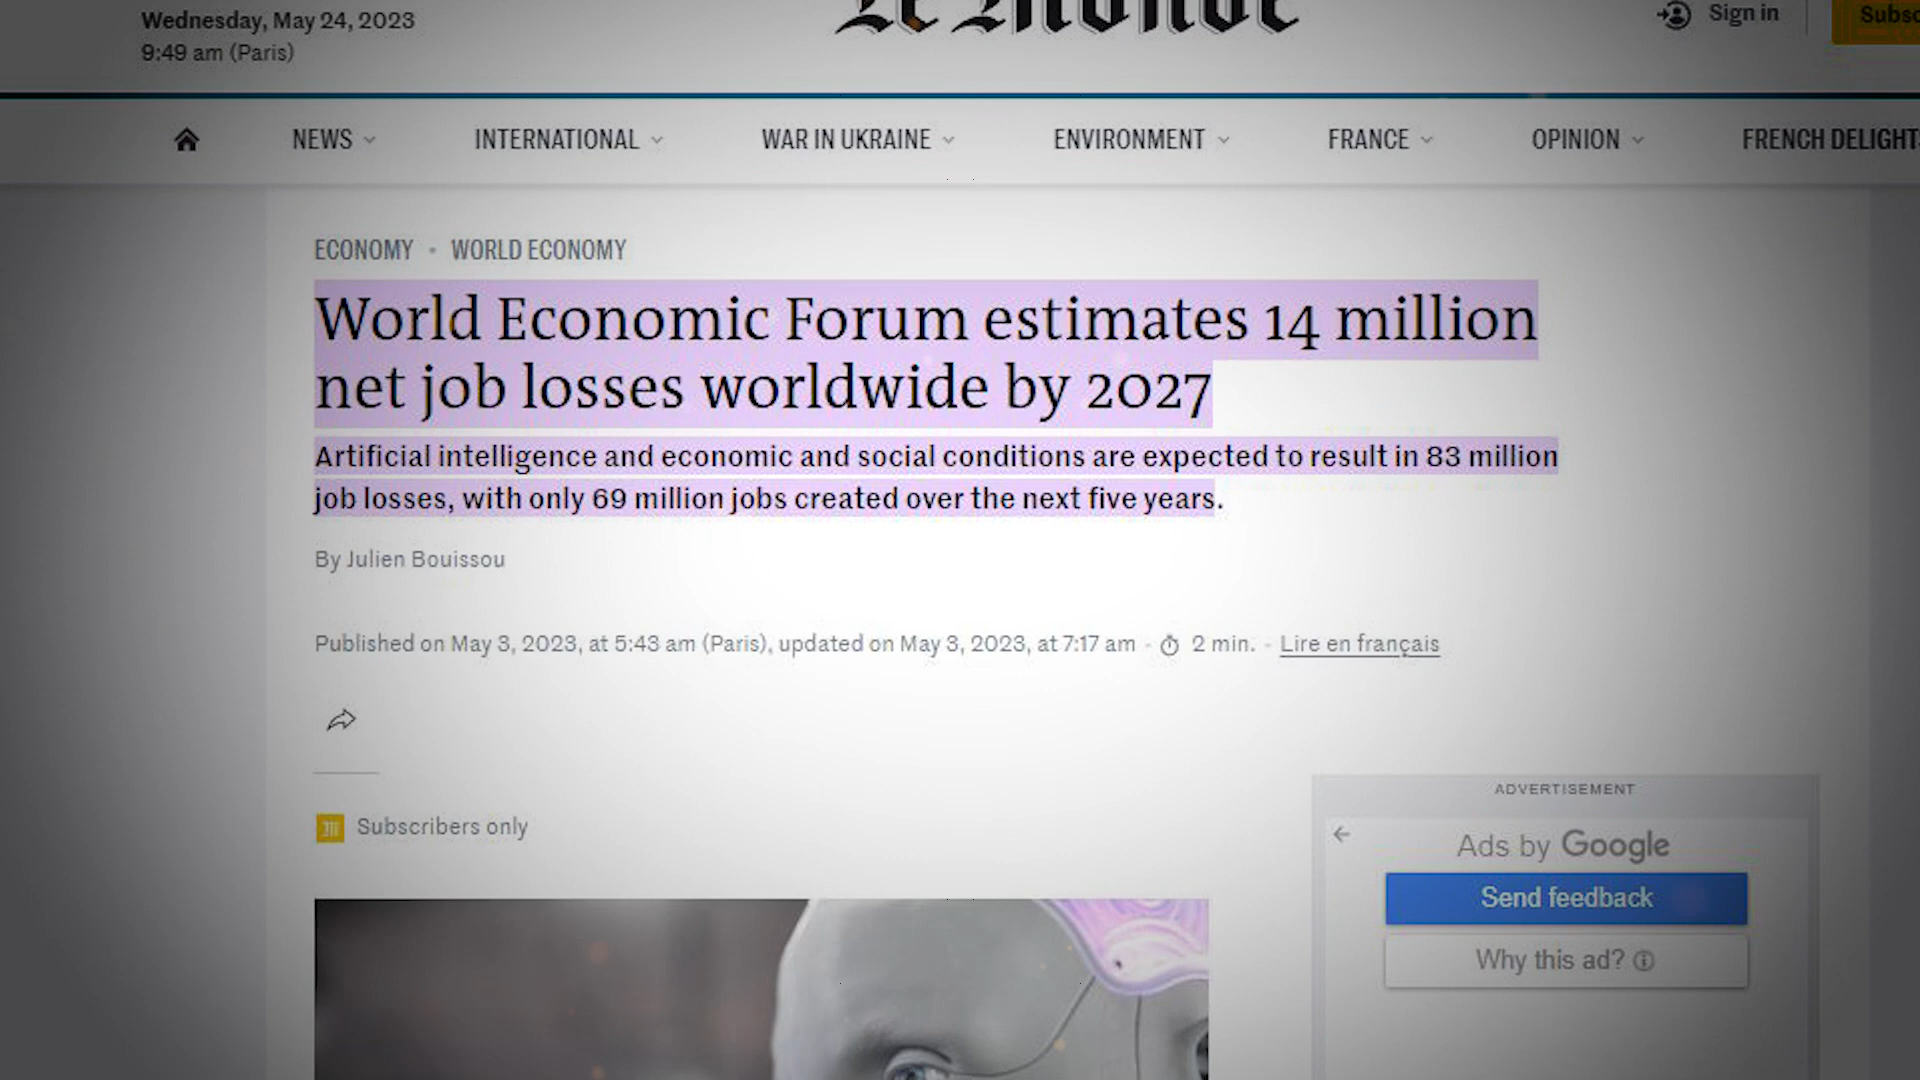 Wednesday, May 24, 2023
9:49 am (Paris)
Le Monde
Sign in
Subsc
NEWS
INTERNATIONAL
WAR IN UKRAINE
ENVIRONMENT
FRANCE
OPINION
FRENCH DELIGHTS
ECONOMY • WORLD ECONOMY
World Economic Forum estimates 14 million
net job losses worldwide by 2027
Artificial intelligence and economic and social conditions are expected to result in 83 million
job losses, with only 69 million jobs created over the next five years.
By Julien Bouissou
Published on May 3, 2023, at 5:43 am (Paris), updated on May 3, 2023, at 7:17 am - 2 min. - Lire en français
Subscribers only
ADVERTISEMENT
Ads by Google
Send feedback
Why this ad?